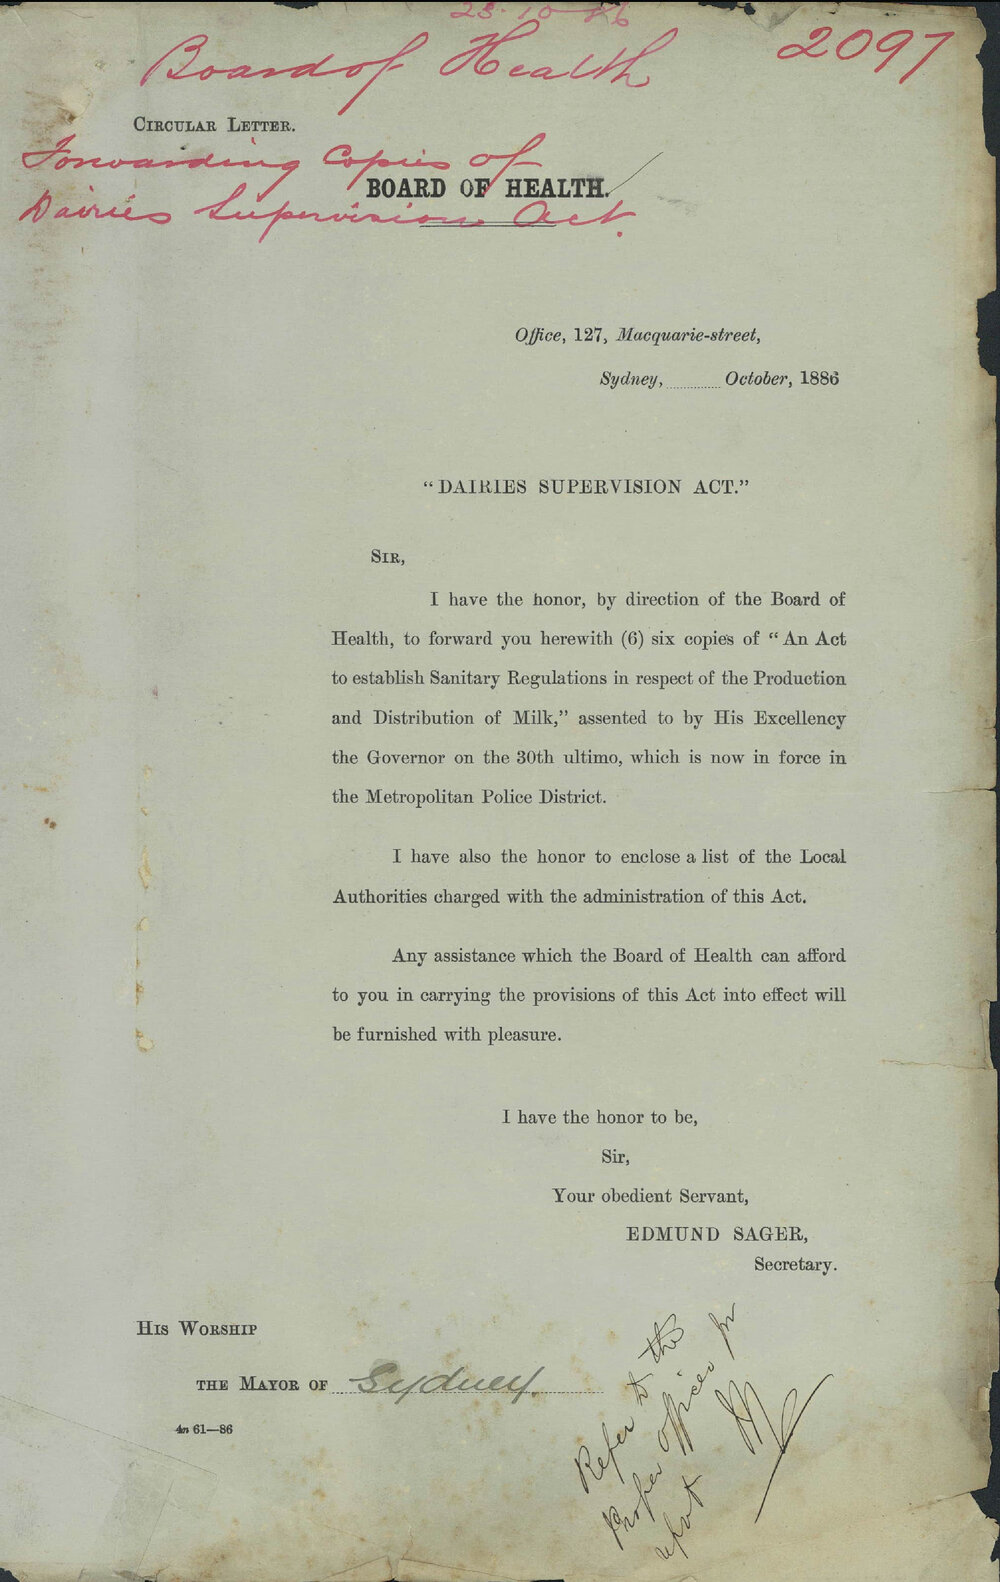 23.10.86
Board of Health
2097
CIRCULAR LETTER.
Forwarding Copies of
BOARD OF HEALTH.
Dairies Supervision Act.
Office, 127, Macquarie-street,
Sydney, October, 1886
"DAIRIES SUPERVISION ACT."
SIR,
I have the honor, by direction of the Board of
Health, to forward you herewith (6) six copies of "An Act
to establish Sanitary Regulations in respect of the Production
and Distribution of Milk," assented to by His Excellency
the Governor on the 30th ultimo, which is now in force in
the Metropolitan Police District.
I have also the honor to enclose a list of the Local
Authorities charged with the administration of this Act.
Any assistance which the Board of Health can afford
to you in carrying the provisions of this Act into effect will
be furnished with pleasure.
I have the honor to be,
Sir,
Your obedient Servant,
EDMUND SAGER,
Secretary.
HIS WORSHIP
THE MAYOR OF Sydney.
4n 61—86
Refer to the
proper officer for
report